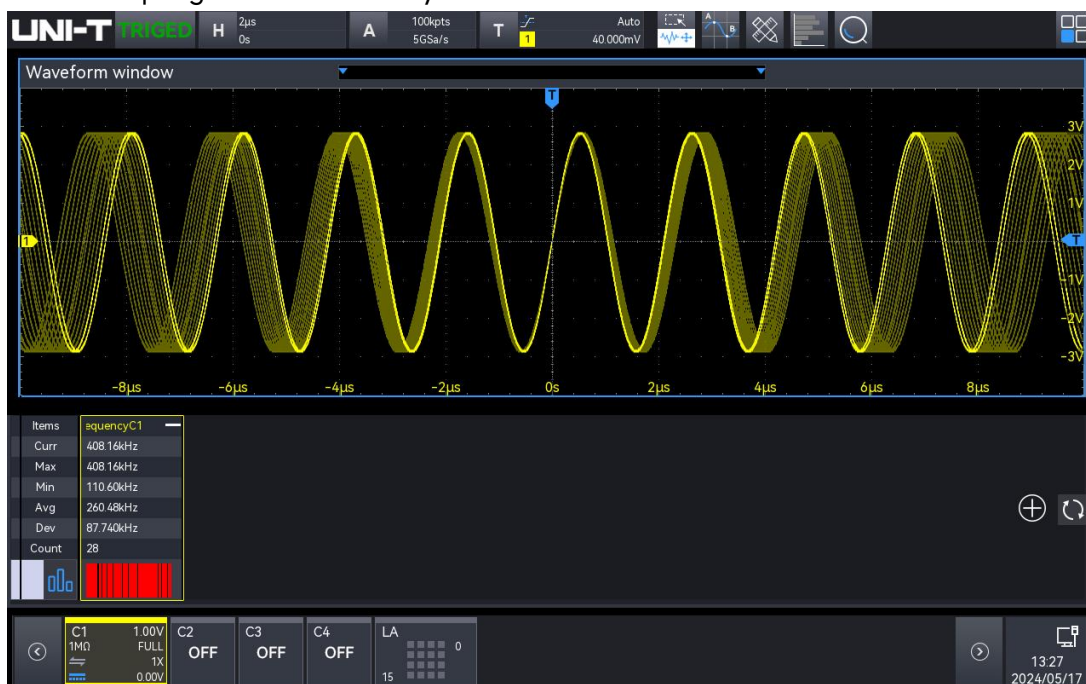 UNI-T TRIGED H 2μs 0s A 100kpts 5GSa/s T 1 Auto 40.000mV A B
Waveform window
T
3V
2V
1V
1 T
-1V
-2V
-3V
-8μs -6μs -4μs -2μs 0s 2μs 4μs 6μs 8μs
Items equencyC1
Curr 408.16kHz
Max 408.16kHz
Min 110.60kHz
Avg 260.48kHz
Dev 87.740kHz
Count 28
C1 1.00V C2 C3 C4 LA
1MΩ FULL OFF OFF OFF 0
1X
0.00V 15
13:27
2024/05/17